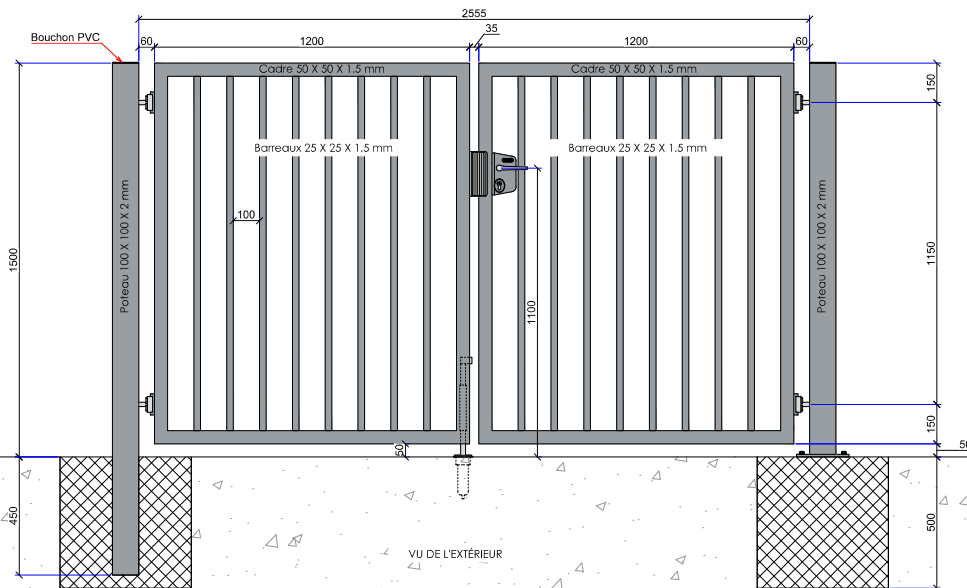 2555
35
Bouchon PVC
60
1200
1200
60
Cadre 50 X 50 X 1.5 mm
Cadre 50 X 50 X 1.5 mm
150
Barreaux 25 X 25 X 1.5 mm
Barreaux 25 X 25 X 1.5 mm
100
Poteau 100 X 100 X 2 mm
Poteau 100 X 100 X 2 mm
1500
1150
1100
150
50
50
450
500
VU DE L'EXTÉRIEUR